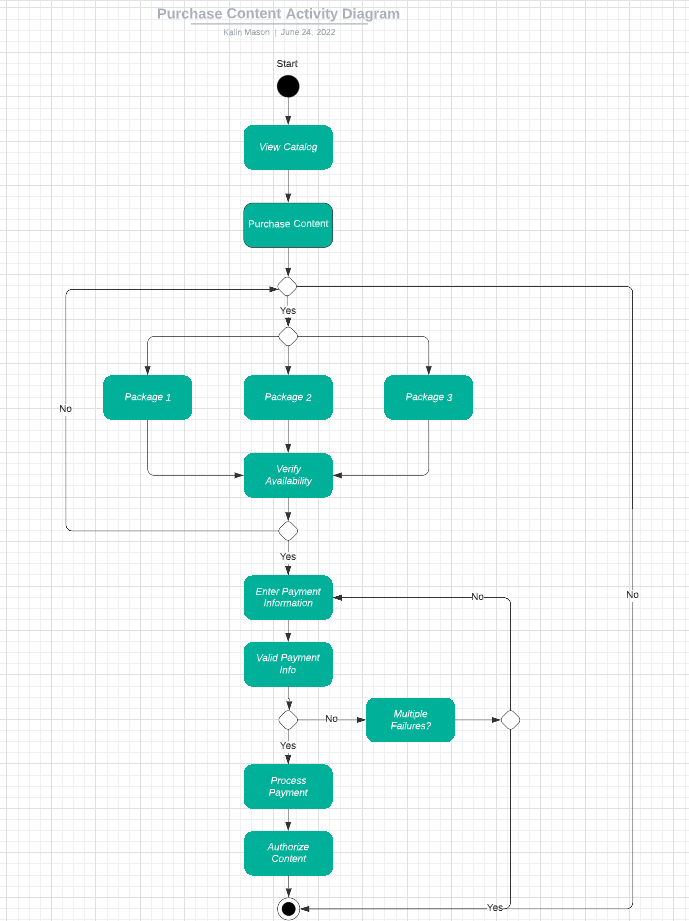 Purchase Content Activity Diagram
Kalin Mason | June 24, 2022
Start
View Catalog
Purchase Content
Yes
Package 1
Package 2
Package 3
No
Verify
Availability
Yes
Enter Payment
Information
No
No
Valid Payment
Info
No
Multiple
Failures?
Yes
Process
Payment
Authorize
Content
Yes